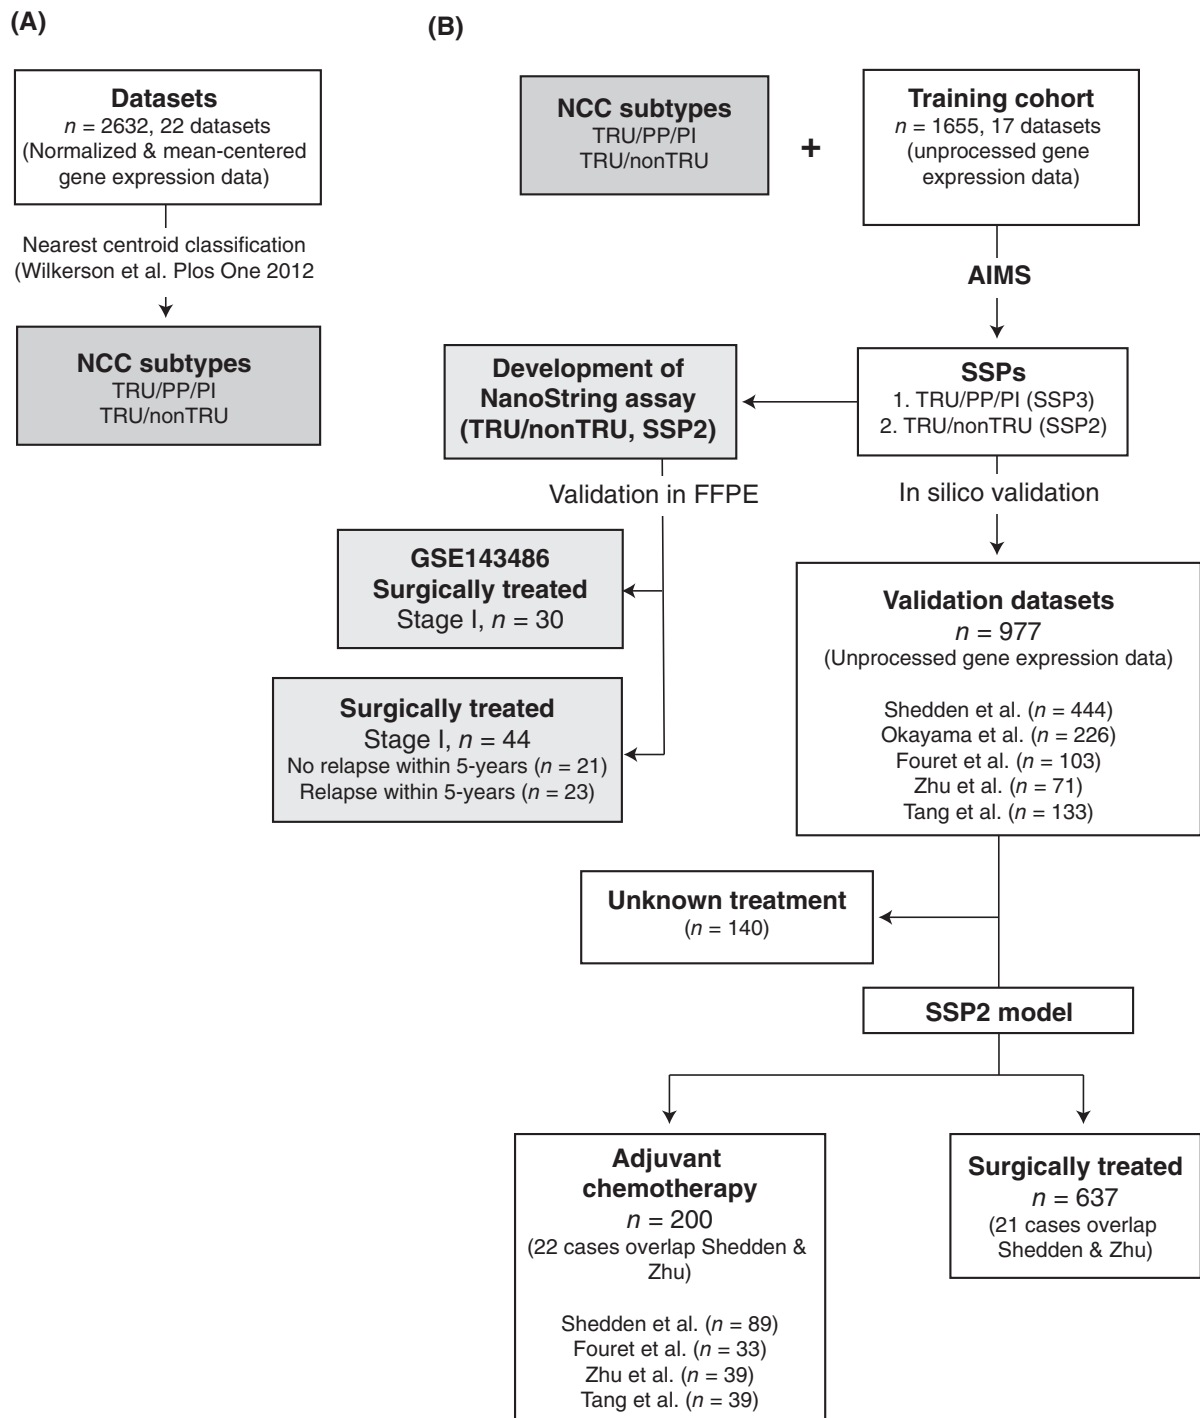 (A)
Datasets
n = 2632, 22 datasets
(Normalized & mean-centered
gene expression data)
Nearest centroid classification
(Wilkerson et al. Plos One 2012
NCC subtypes
TRU/PP/PI
TRU/nonTRU
(B)
NCC subtypes
TRU/PP/PI
TRU/nonTRU
+
Training cohort
n = 1655, 17 datasets
(unprocessed gene
expression data)
AIMS
SSPs
1. TRU/PP/PI (SSP3)
2. TRU/nonTRU (SSP2)
Development of
NanoString assay
(TRU/nonTRU, SSP2)
Validation in FFPE
GSE143486
Surgically treated
Stage I, n = 30
Surgically treated
Stage I, n = 44
No relapse within 5-years (n = 21)
Relapse within 5-years (n = 23)
In silico validation
Validation datasets
n = 977
(Unprocessed gene expression data)
Shedden et al. (n = 444)
Okayama et al. (n = 226)
Fouret et al. (n = 103)
Zhu et al. (n = 71)
Tang et al. (n = 133)
Unknown treatment
(n = 140)
SSP2 model
Adjuvant
chemotherapy
n = 200
(22 cases overlap Shedden &
Zhu)
Shedden et al. (n = 89)
Fouret et al. (n = 33)
Zhu et al. (n = 39)
Tang et al. (n = 39)
Surgically treated
n = 637
(21 cases overlap
Shedden & Zhu)